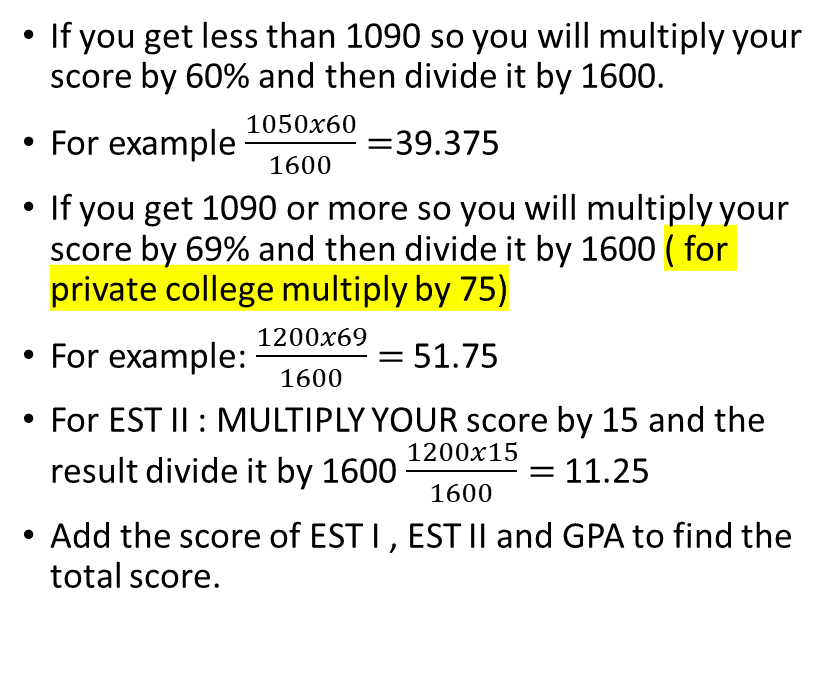 • If you get less than 1090 so you will multiply your
score by 60% and then divide it by 1600.
• For example 1050x60/1600 =39.375
• If you get 1090 or more so you will multiply your
score by 69% and then divide it by 1600 ( for
private college multiply by 75)
• For example: 1200x69/1600 = 51.75
• For EST II : MULTIPLY YOUR score by 15 and the
result divide it by 1600 1200x15/1600 = 11.25
• Add the score of EST I , EST II and GPA to find the
total score.